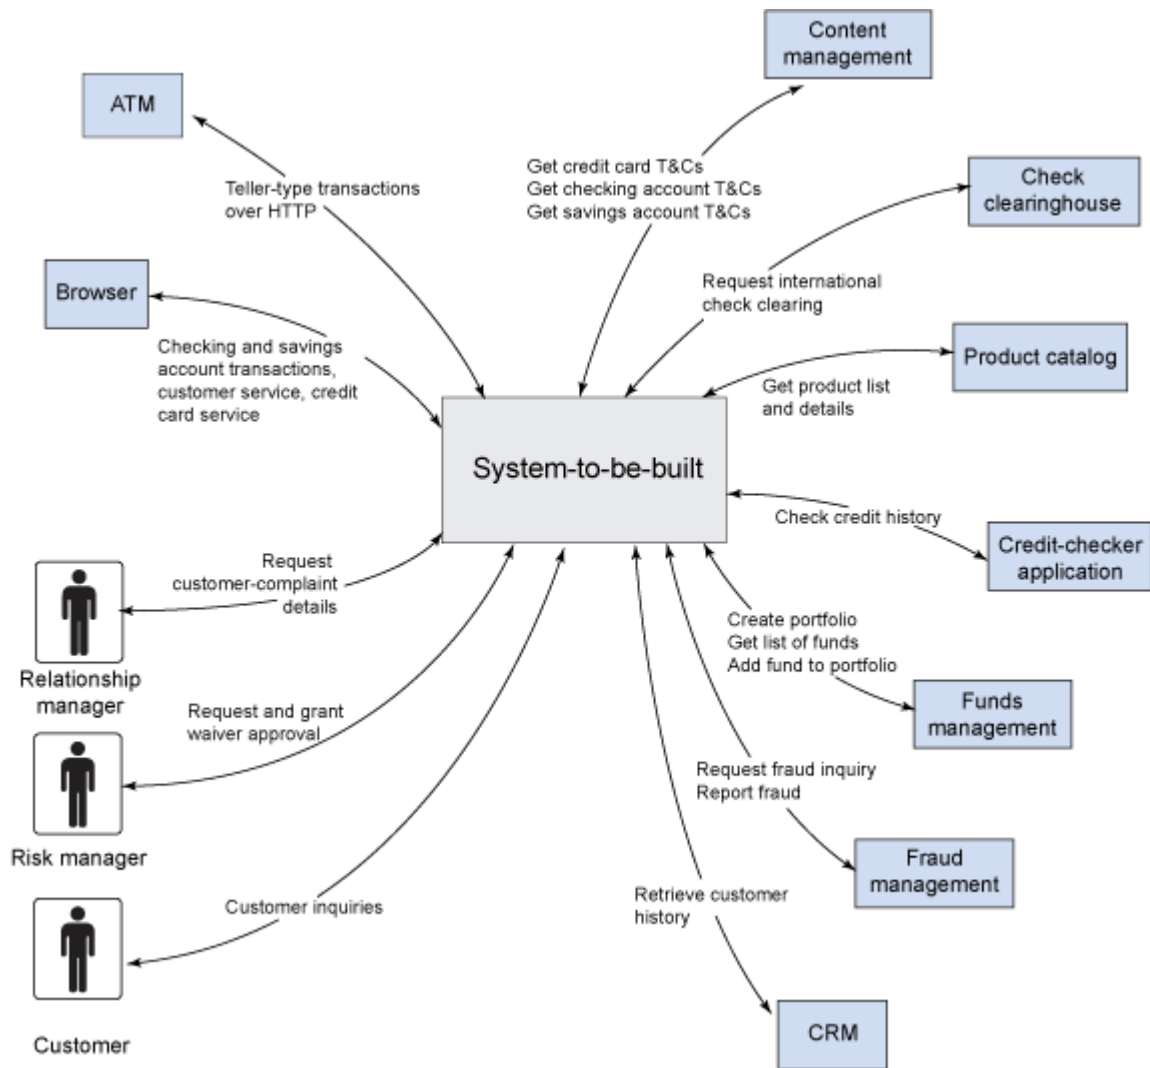 Content
management
ATM
Get credit card T&Cs
Get checking account T&Cs
Get savings account T&Cs
Teller-type transactions
over HTTP
Check
clearinghouse
Browser
Request international
check clearing
Checking and savings
account transactions,
customer service, credit
card service
Product catalog
Get product list
and details
System-to-be-built
Check credit history
Credit-checker
application
Request
customer-complaint
details
Relationship
manager
Create portfolio
Get list of funds
Add fund to portfolio
Funds
management
Request and grant
waiver approval
Request fraud inquiry
Report fraud
Risk manager
Fraud
management
Customer inquiries
Retrieve customer
history
Customer
CRM